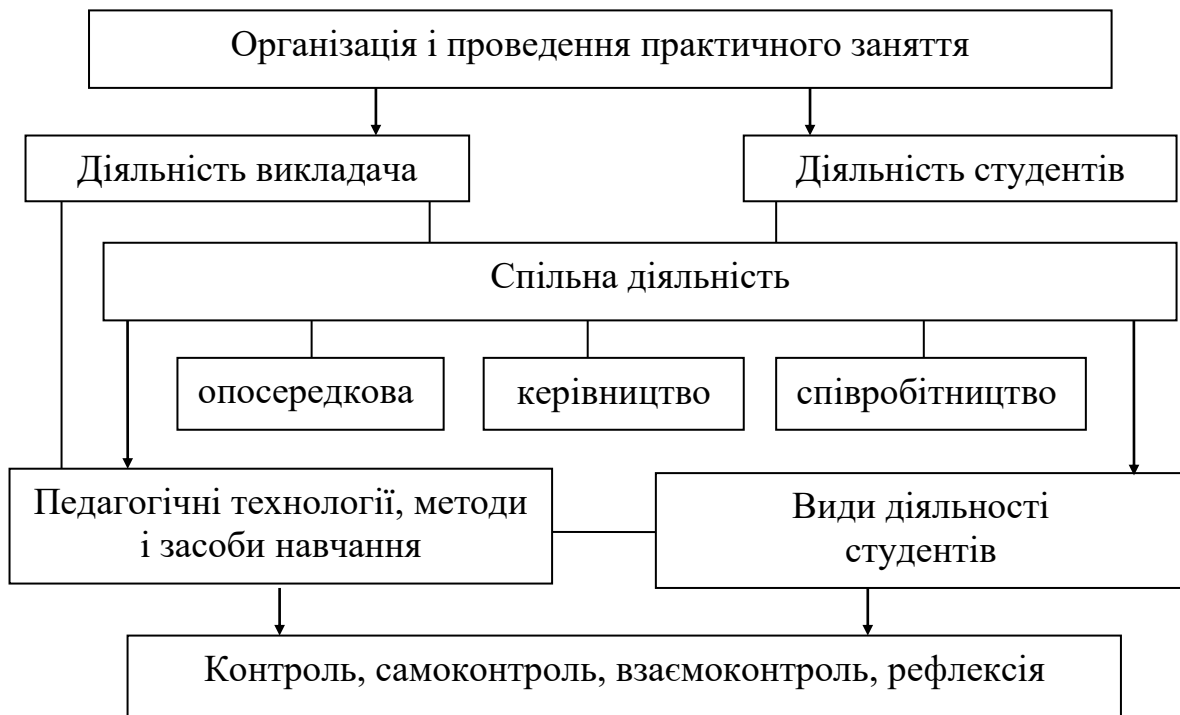 Організація і проведення практичного заняття
Діяльність викладача
Діяльність студентів
Спільна діяльність
опосередкова
керівництво
співробітництво
Педагогічні технології, методи
і засоби навчання
Види діяльності
студентів
Контроль, самоконтроль, взаємоконтроль, рефлексія